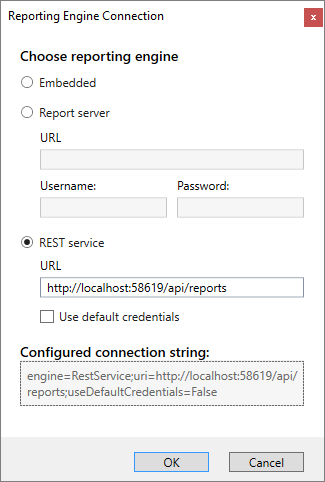 Reporting Engine Connection
x
Choose reporting engine
Embedded
Report server
URL
Username: Password:
REST service
URL
http://localhost:58619/api/reports
Use default credentials
Configured connection string:
engine=RestService;uri=http://localhost:58619/api/
reports;useDefaultCredentials=False
OK Cancel